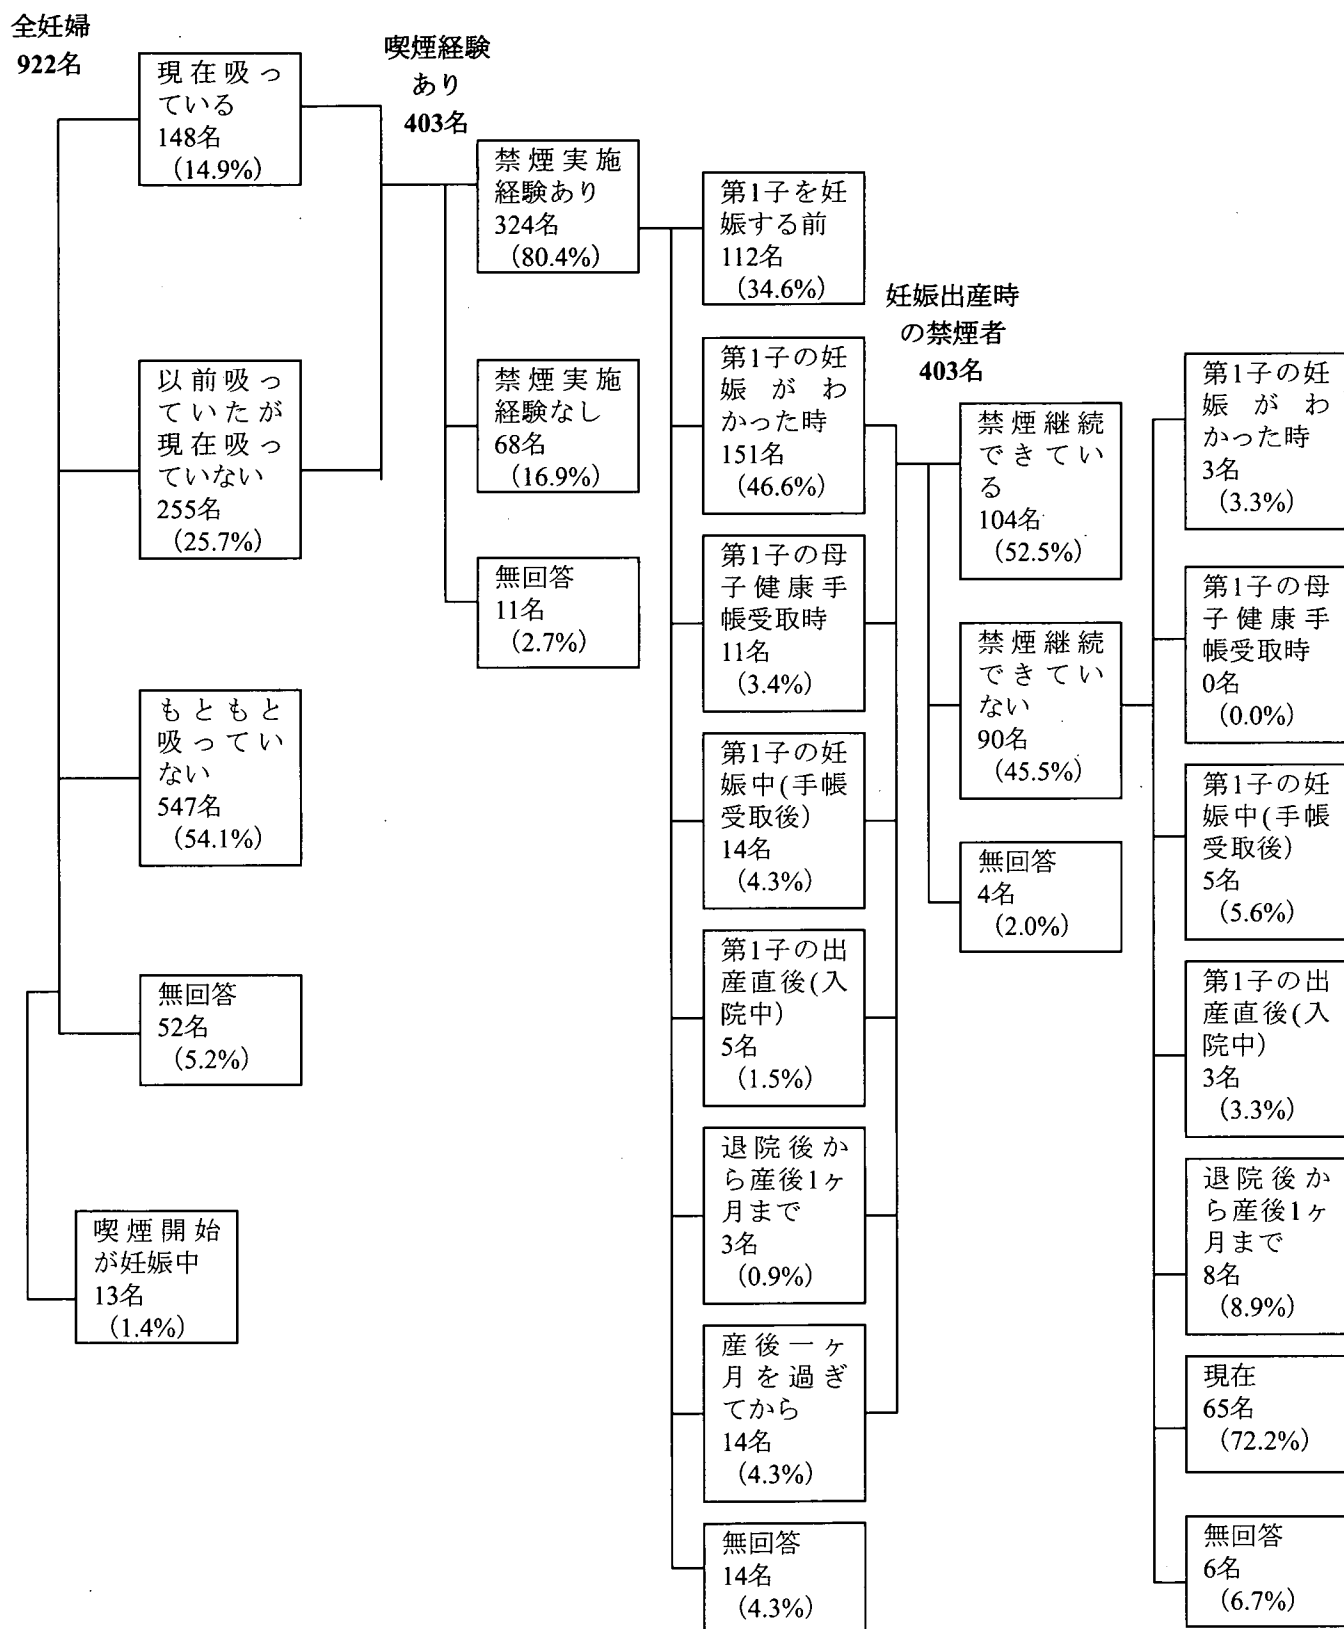 全妊婦
922名
現在吸っ
ている
148名
(14.9%)
以前吸っ
ていたが
現在吸っ
ていない
255名
(25.7%)
もともと
吸ってい
ない
547名
(54.1%)
無回答
52名
(5.2%)
喫煙開始
が妊娠中
13名
(1.4%)
喫煙経験
あり
403名
禁煙実施
経験あり
324名
(80.4%)
禁煙実施
経験なし
68名
(16.9%)
無回答
11名
(2.7%)
第1子を妊
娠する前
112名
(34.6%)
第1子の妊
娠がわ
かった時
151名
(46.6%)
第1子の母
子健康手
帳受取時
11名
(3.4%)
第1子の妊
娠中(手帳
受取後)
14名
(4.3%)
第1子の出
産直後(入
院中)
5名
(1.5%)
退院後か
ら産後1ヶ
月まで
3名
(0.9%)
産後一ヶ
月を過ぎ
てから
14名
(4.3%)
無回答
14名
(4.3%)
妊娠出産時
の禁煙者
403名
禁煙継続
できてい
る
104名
(52.5%)
禁煙継続
できてい
ない
90名
(45.5%)
無回答
4名
(2.0%)
第1子の妊
娠がわ
かった時
3名
(3.3%)
第1子の母
子健康手
帳受取時
0名
(0.0%)
第1子の妊
娠中(手帳
受取後)
5名
(5.6%)
第1子の出
産直後(入
院中)
3名
(3.3%)
退院後か
ら産後1ヶ
月まで
8名
(8.9%)
現在
65名
(72.2%)
無回答
6名
(6.7%)